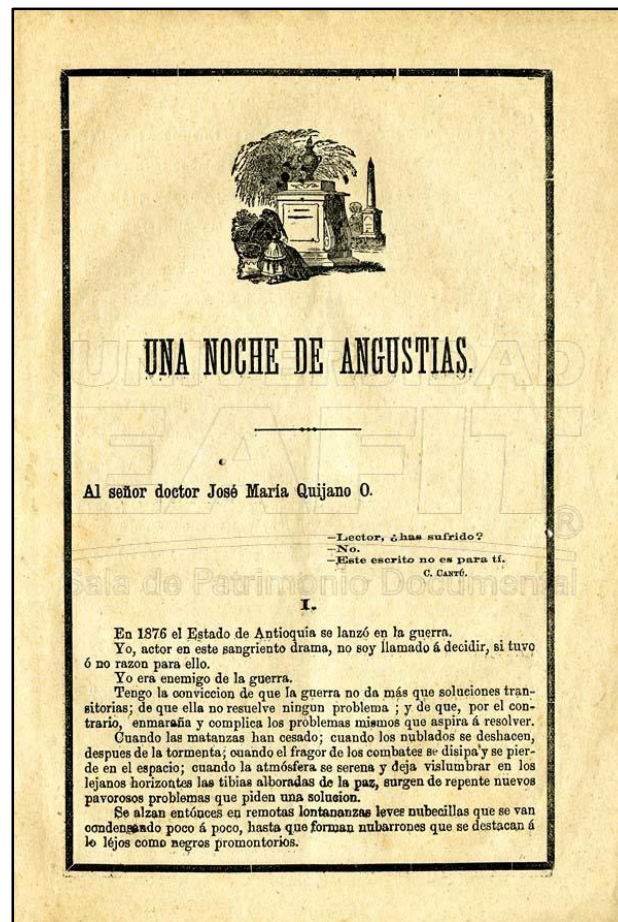 UNA NOCHE DE ANGUSTIAS.
UNIVERSIDAD
EAFIT®
Sala de Patrimonio Documental
Al señor doctor José María Quijano O.
—Lector, ¿has sufrido?
—No.
—Este escrito no es para tí.
C. CANTÚ.
I.
En 1876 el Estado de Antioquia se lanzó en la guerra.
Yo, actor en este sangriento drama, no soy llamado á decidir, si tuvo
ó no razon para ello.
Yo era enemigo de la guerra.
Tengo la conviccion de que la guerra no da más que soluciones tran-
sitorias; de que ella no resuelve ningun problema ; y de que, por el con-
trario, enmaraña y complica los problemas mismos que aspira á resolver.
Cuando las matanzas han cesado; cuando los nublados se deshacen,
despues de la tormenta; cuando el fragor de los combates se disipa y se pier-
de en el espacio; cuando la atmósfera se serena y deja vislumbrar en los
lejanos horizontes las tibias alboradas de la paz, surgen de repente nuevos
pavorosos problemas que piden una solucion.
Se alzan entónces en remotas lontananzas leves nubecillas que se van
condensando poco á poco, hasta que forman nubarrones que se destacan á
lo léjos como negros promontorios.